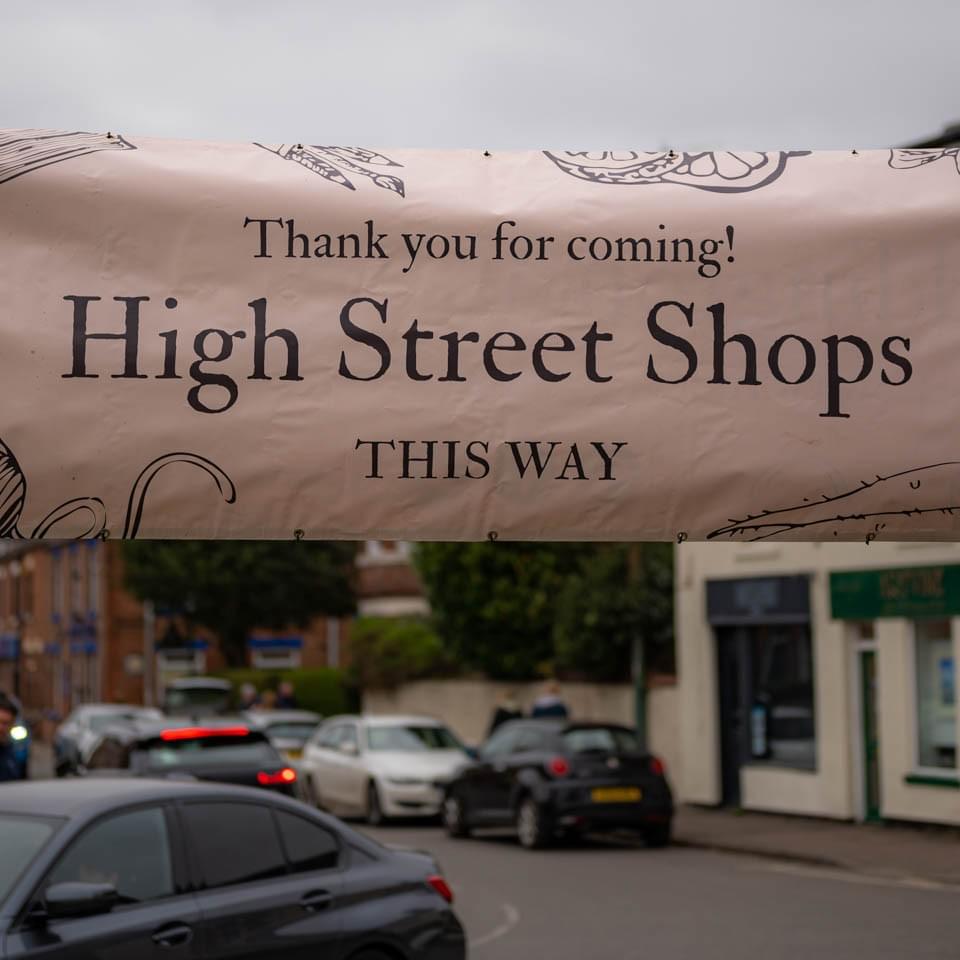 Thank you for coming!
High Street Shops
THIS WAY